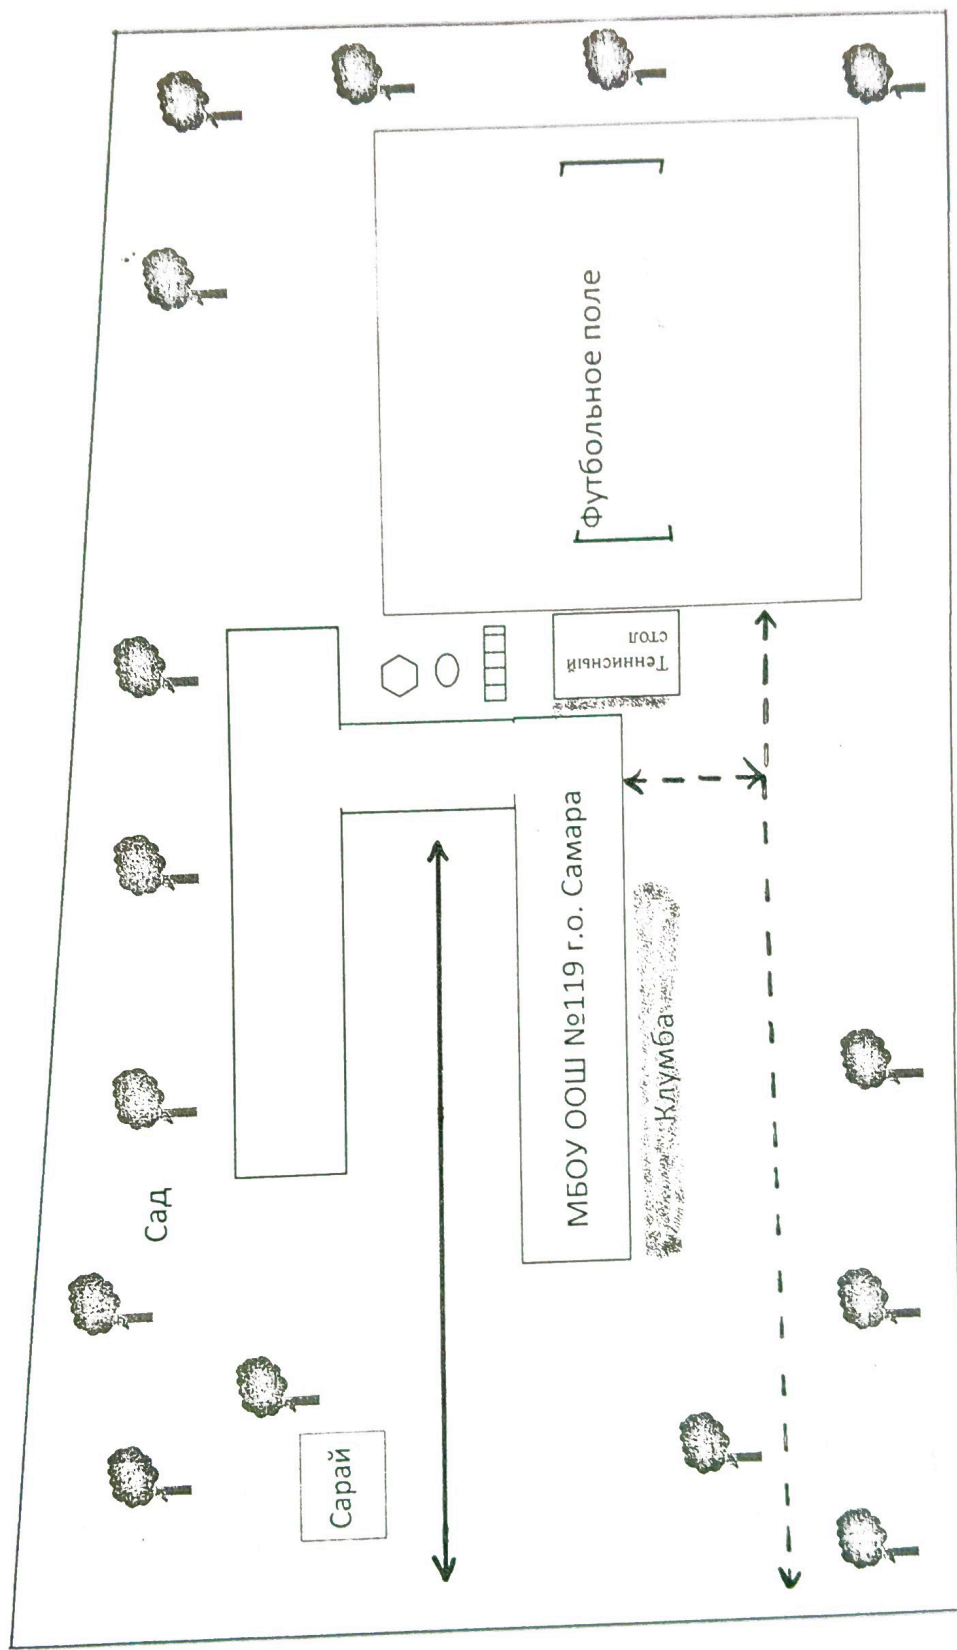 Сад
Сарай
МБОУ ООШ №119 г.о. Самара
Клумба
Теннисный
стол
Футбольное поле